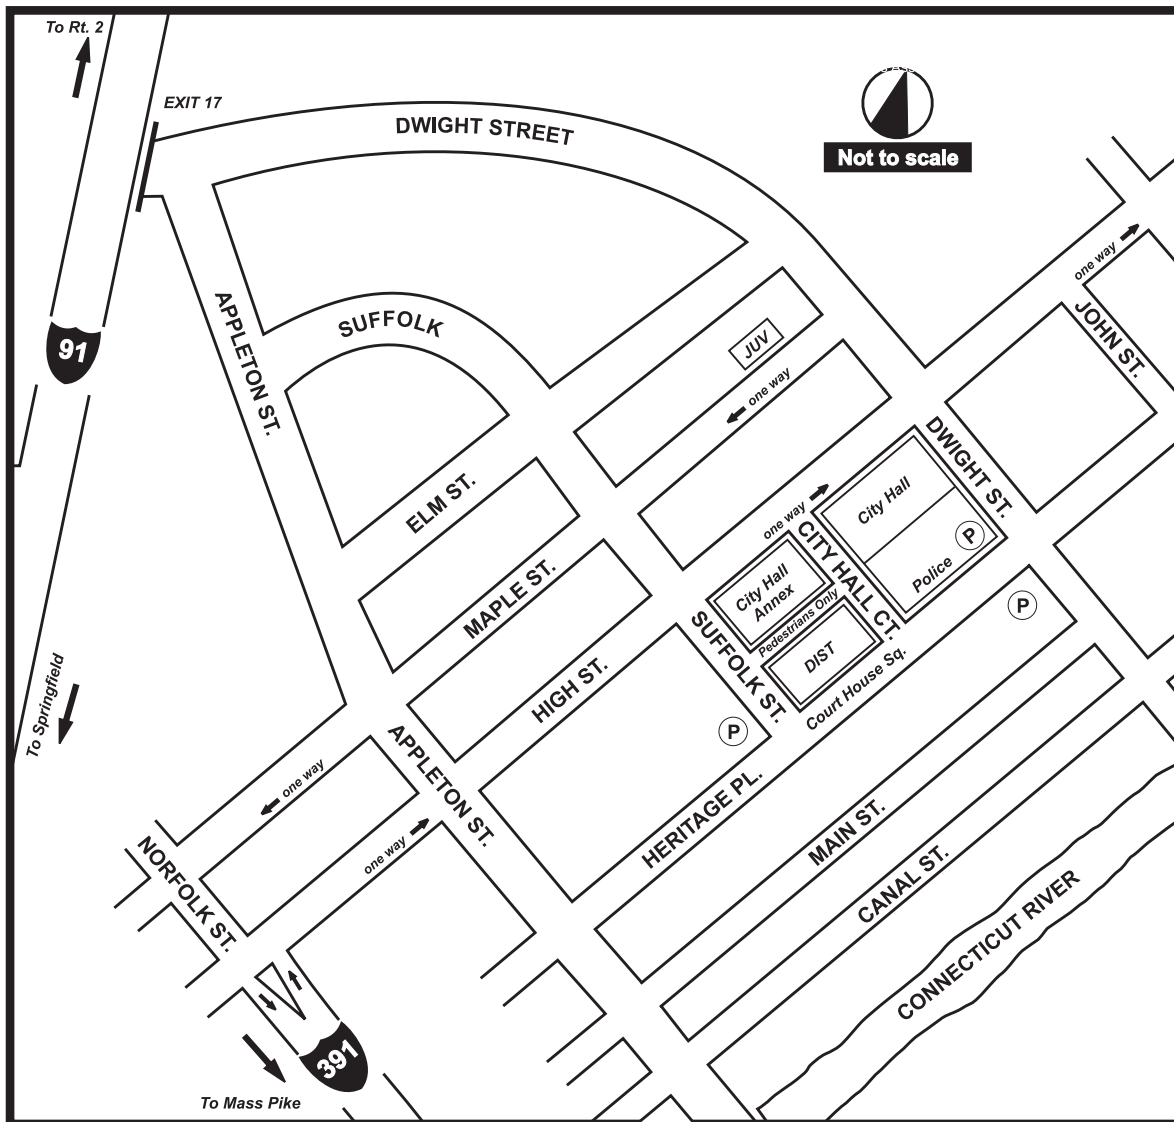 To Rt. 2
EXIT 17
DWIGHT STREET
Not to scale
one way
JOHN ST.
91
APPLETON ST.
SUFFOLK
JUV
one way
DWIGHT ST.
ELM ST.
City Hall
one way
CITY HALL CT.
P
Police
City Hall
Annex
Pedestrians Only
MAPLE ST.
P
SUFFOLK ST.
DIST
Court House Sq.
HIGH ST.
To Springfield
P
APPLETON ST.
one way
HERITAGE PL.
MAIN ST.
one way
NORFOLK ST.
CANAL ST.
CONNECTICUT RIVER
391
To Mass Pike